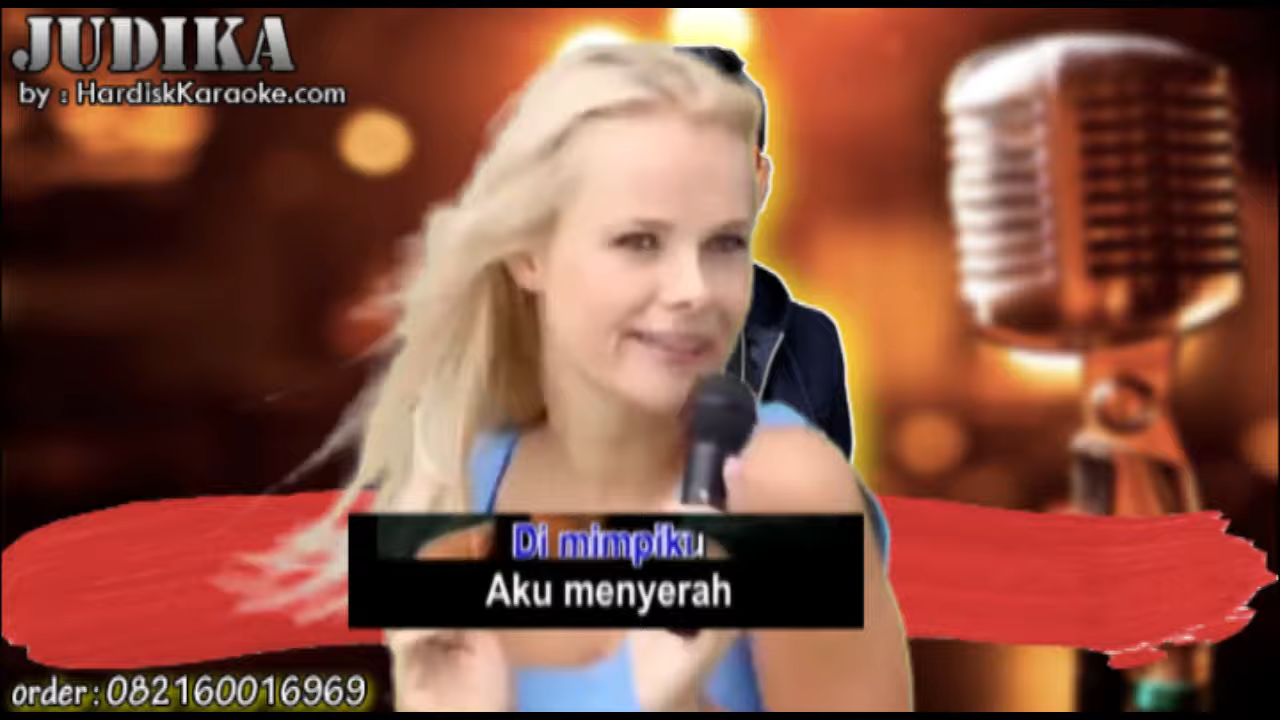 JUDIKA
by : HardiskKaraoke.com
Di mimpiku
Aku menyerah
order : 082160016969